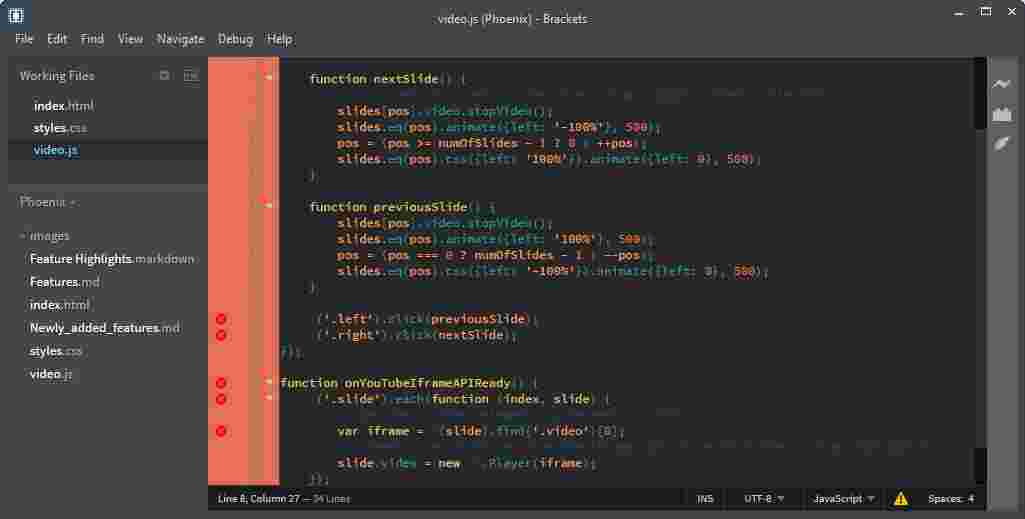 video.js (Phoenix) - Brackets
File Edit Find View Navigate Debug Help
Working Files
index.html
styles.css
video.js
Phoenix
images
Feature Highlights.markdown
Features.md
index.html
Newly_added_features.md
styles.css
video.js
function nextSlide() {
slides[pos].video.stopVideo();
slides.eq(pos).animate({left: '-100%'}, 500);
pos = (pos >= numOfSlides - 1 ? 0 : ++pos);
slides.eq(pos).css({left: '100%'}).animate({left: 0}, 500);
}
function previousSlide() {
slides[pos].video.stopVideo();
slides.eq(pos).animate({left: '100%'}, 500);
pos = (pos === 0 ? numOfSlides - 1 : --pos);
slides.eq(pos).css({left: '-100%'}).animate({left: 0}, 500);
}
('.left').click(previousSlide);
('.right').click(nextSlide);
});
function onYouTubeIframeAPIReady() {
('.slide').each(function (index, slide) {
var iframe = (slide).find('.video')[0];
slide.video = new .Player(iframe);
});
Line 8, Column 27 — 34 Lines
INS UTF-8 JavaScript Spaces: 4